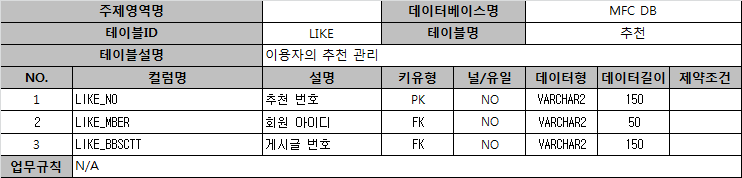 주제영역명 데이터베이스명 MFC DB
테이블ID LIKE 테이블명 추천
테이블설명 이용자의 추천 관리
NO. 컬럼명 설명 키유형 널/유일 데이터형 데이터길이 제약조건
1 LIKE_NO 추천 번호 PK NO VARCHAR2 150
2 LIKE_MBER 회원 아이디 FK NO VARCHAR2 50
3 LIKE_BBSCTT 게시글 번호 FK NO VARCHAR2 150
업무규칙 N/A